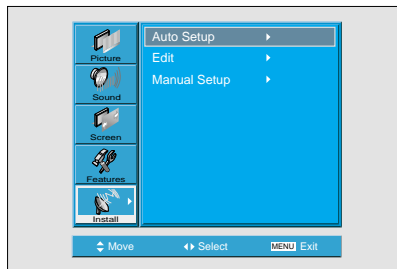 Picture
Sound
Screen
Features
Install
Auto Setup
Edit
Manual Setup
Move Select MENU Exit